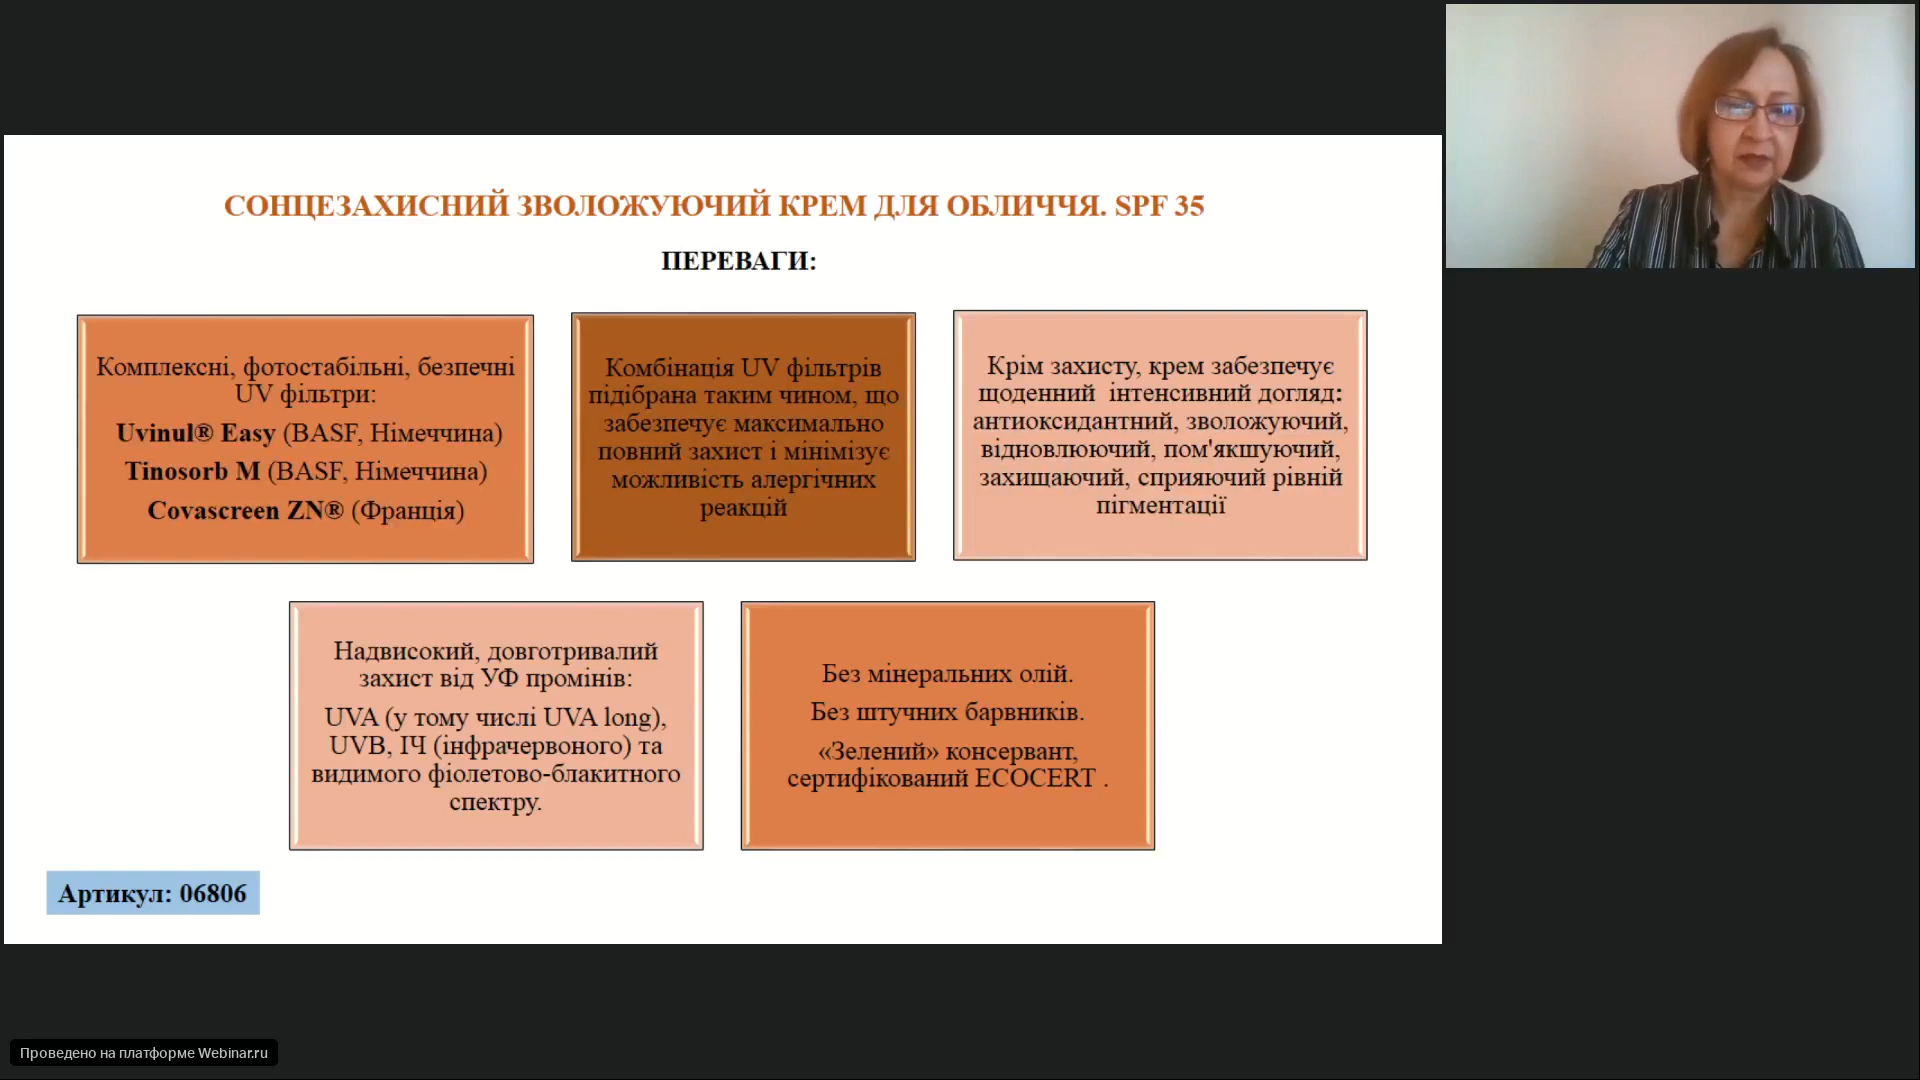 СОНЦЕЗАХИСНИЙ ЗВОЛОЖУЮЧИЙ КРЕМ ДЛЯ ОБЛИЧЧЯ. SPF 35
ПЕРЕВАГИ:
Комплексні, фотостабільні, безпечні
UV фільтри:
Uvinul® Easy (BASF, Німеччина)
Tinosorb M (BASF, Німеччина)
Covascreen ZN® (Франція)
Комбінація UV фільтрів
підібрана таким чином, що
забезпечує максимально
повний захист і мінімізує
можливість алергічних
реакцій
Крім захисту, крем забезпечує
щоденний інтенсивний догляд:
антиоксидантний, зволожуючий,
відновлюючий, пом'якшуючий,
захищаючий, сприяючий рівній
пігментації
Надвисокий, довготривалий
захист від УФ промінів:
UVA (у тому числі UVA long),
UVB, ІЧ (інфрачервоного) та
видимого фіолетово-блакитного
спектру.
Без мінеральних олій.
Без штучних барвників.
«Зелений» консервант,
сертифікований ECOCERT .
Артикул: 06806
Проведено на платформе Webinar.ru